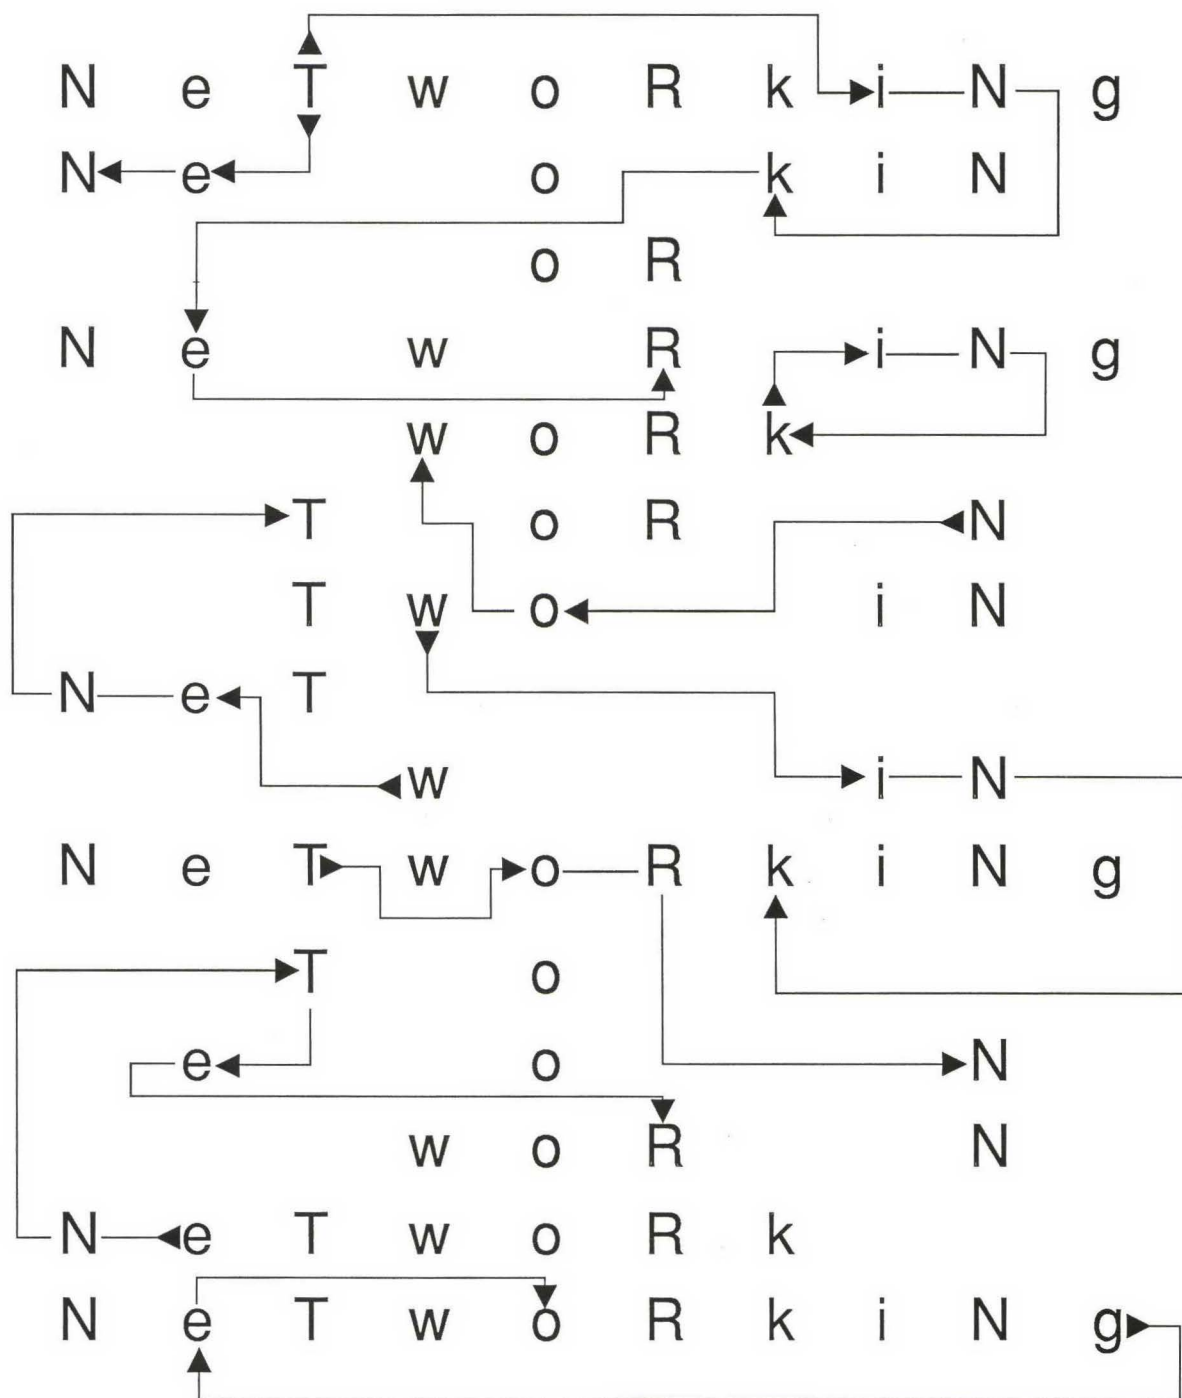 N e T w o R k i N g
N e o k i N
o R
N e w R i N g
w o R k
T o R N
T w o i N
N e T
w i N
N e T w o R k i N g
T o
e o N
w o R N
N e T w o R k
N e T w o R k i N g